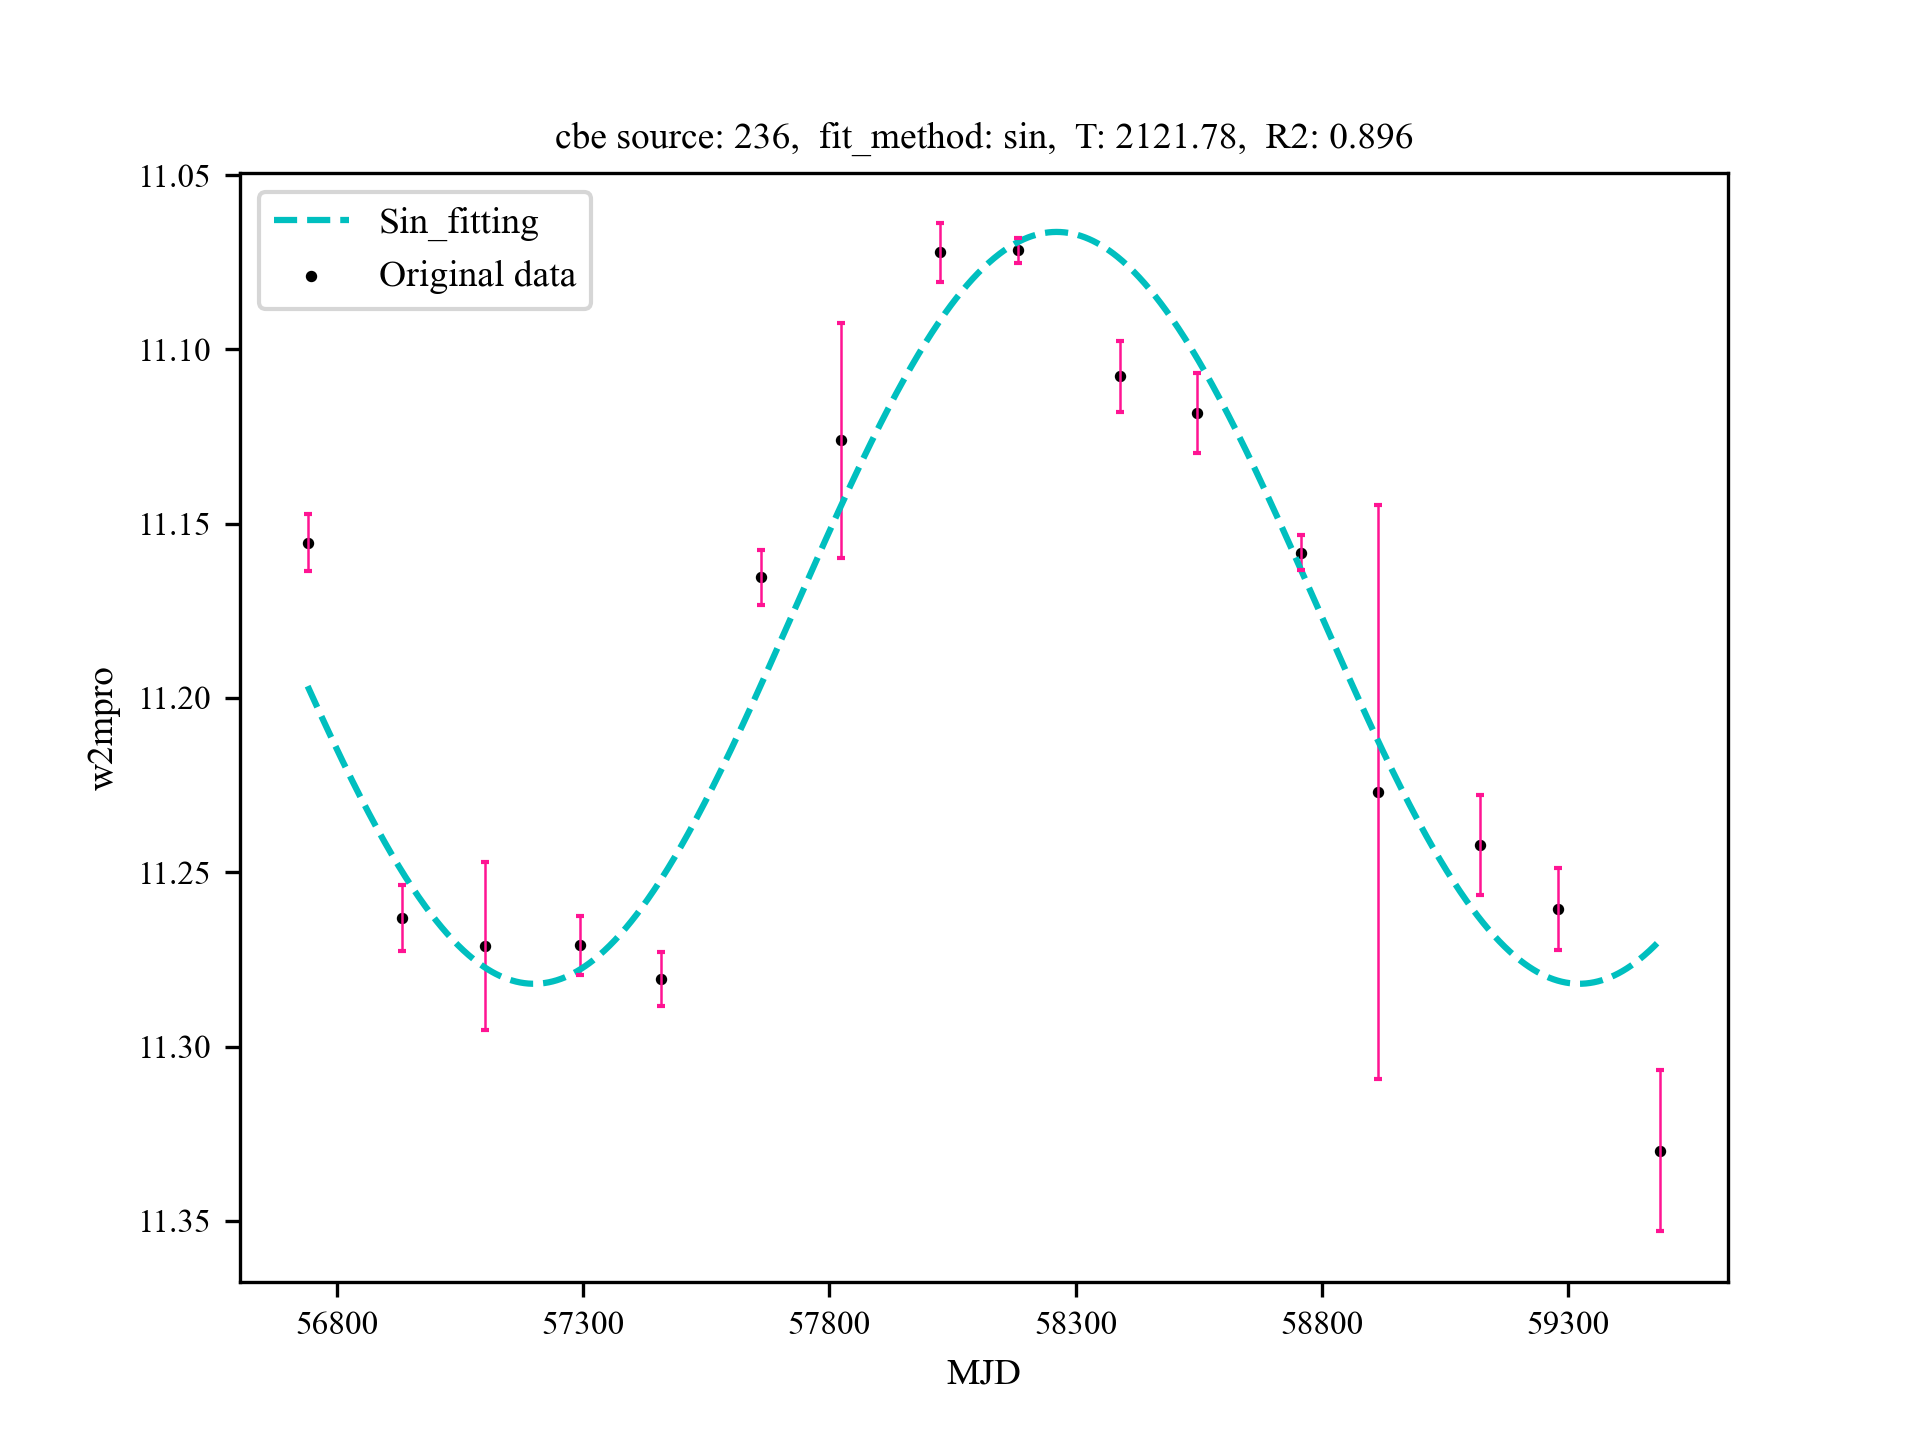 cbe source: 236,  fit_method: sin,  T: 2121.78,  R2: 0.896
Sin_fitting
Original data
11.05
11.10
11.15
11.20
11.25
11.30
11.35
w2mpro
56800 57300 57800 58300 58800 59300
MJD